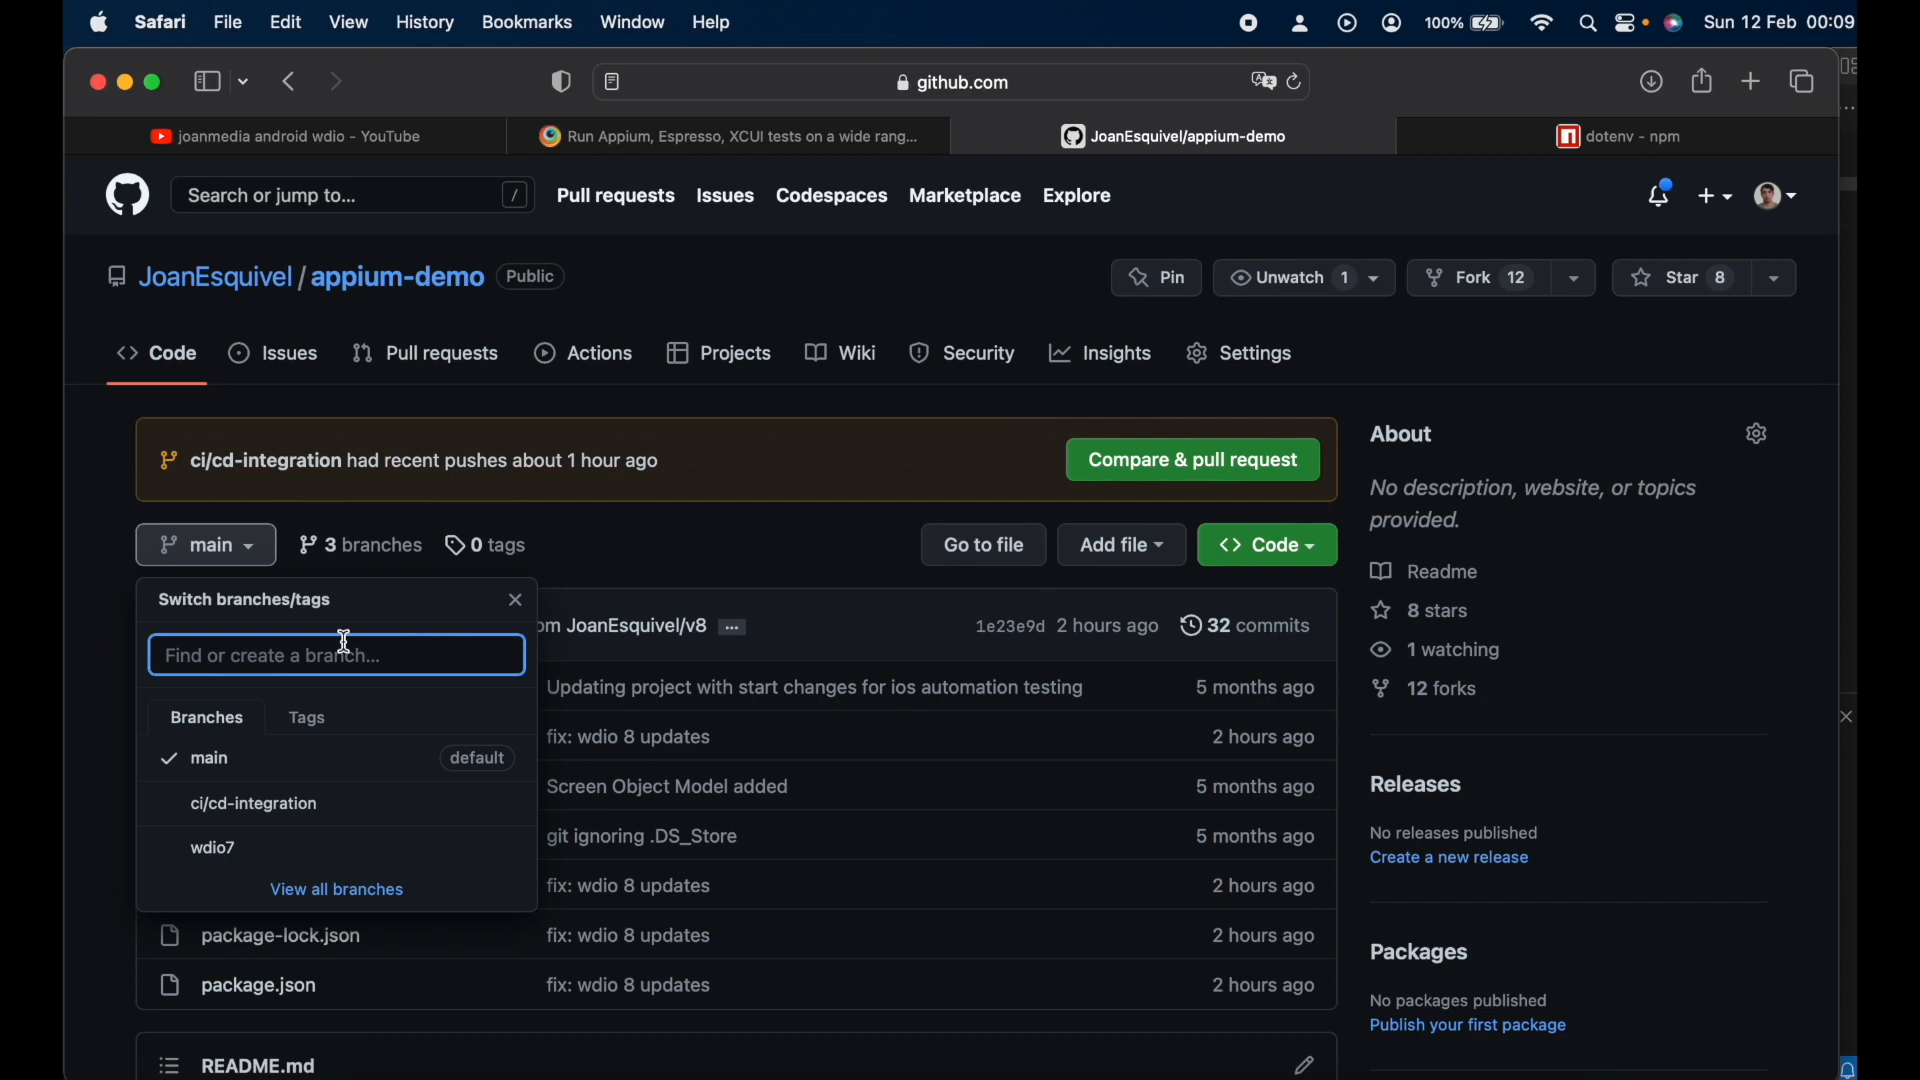 Safari File Edit View History Bookmarks Window Help 100% Sun 12 Feb 00:09
github.com
joanmedia android wdio - YouTube Run Appium, Espresso, XCUI tests on a wide rang... JoanEsquivel/appium-demo dotenv - npm
Search or jump to... / Pull requests Issues Codespaces Marketplace Explore
JoanEsquivel / appium-demo Public Pin Unwatch 1 Fork 12 Star 8
Code Issues Pull requests Actions Projects Wiki Security Insights Settings
ci/cd-integration had recent pushes about 1 hour ago Compare & pull request
main 3 branches 0 tags Go to file Add file Code
Switch branches/tags
om JoanEsquivel/v8 ... 1e23e9d 2 hours ago 32 commits
Find or create a branch...
Updating project with start changes for ios automation testing 5 months ago
Branches Tags
fix: wdio 8 updates 2 hours ago
main default
Screen Object Model added 5 months ago
ci/cd-integration
git ignoring .DS_Store 5 months ago
wdio7
fix: wdio 8 updates 2 hours ago
View all branches
package-lock.json fix: wdio 8 updates 2 hours ago
package.json fix: wdio 8 updates 2 hours ago
README.md
About
No description, website, or topics
provided.
Readme
8 stars
1 watching
12 forks
Releases
No releases published
Create a new release
Packages
No packages published
Publish your first package